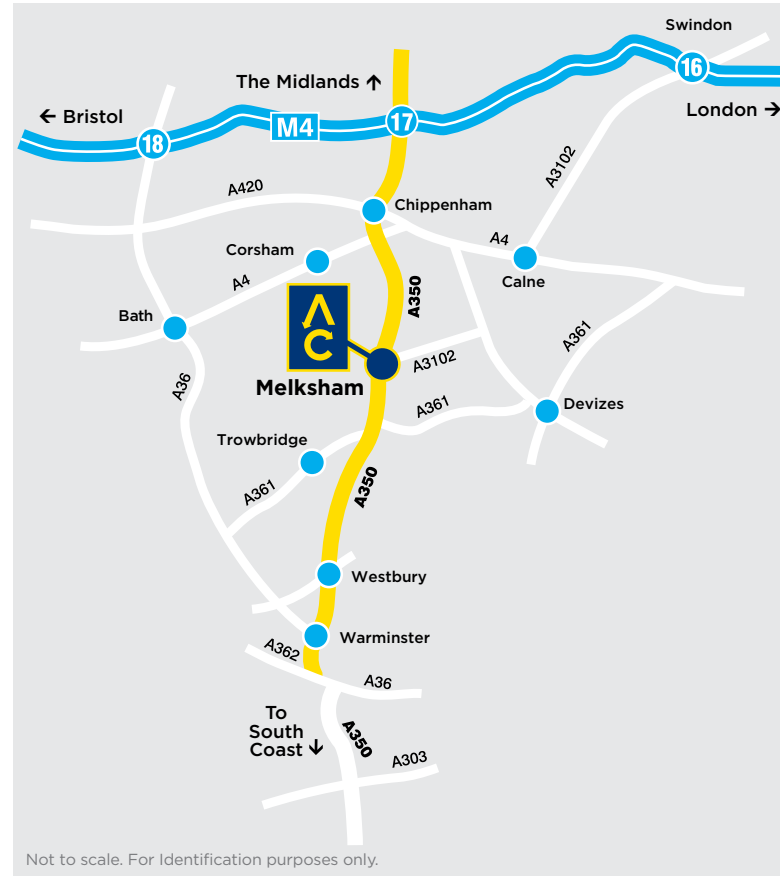 Swindon
The Midlands ↑
16
← Bristol
London →
M4
17
18
A3102
A420
Chippenham
A4
Corsham
Calne
A4
A350
Bath
A361
A3102
Melksham
A36
A361
Devizes
Trowbridge
A350
A361
Westbury
Warminster
A362
A36
To
South
Coast ↓
A350
A303
Not to scale. For Identification purposes only.